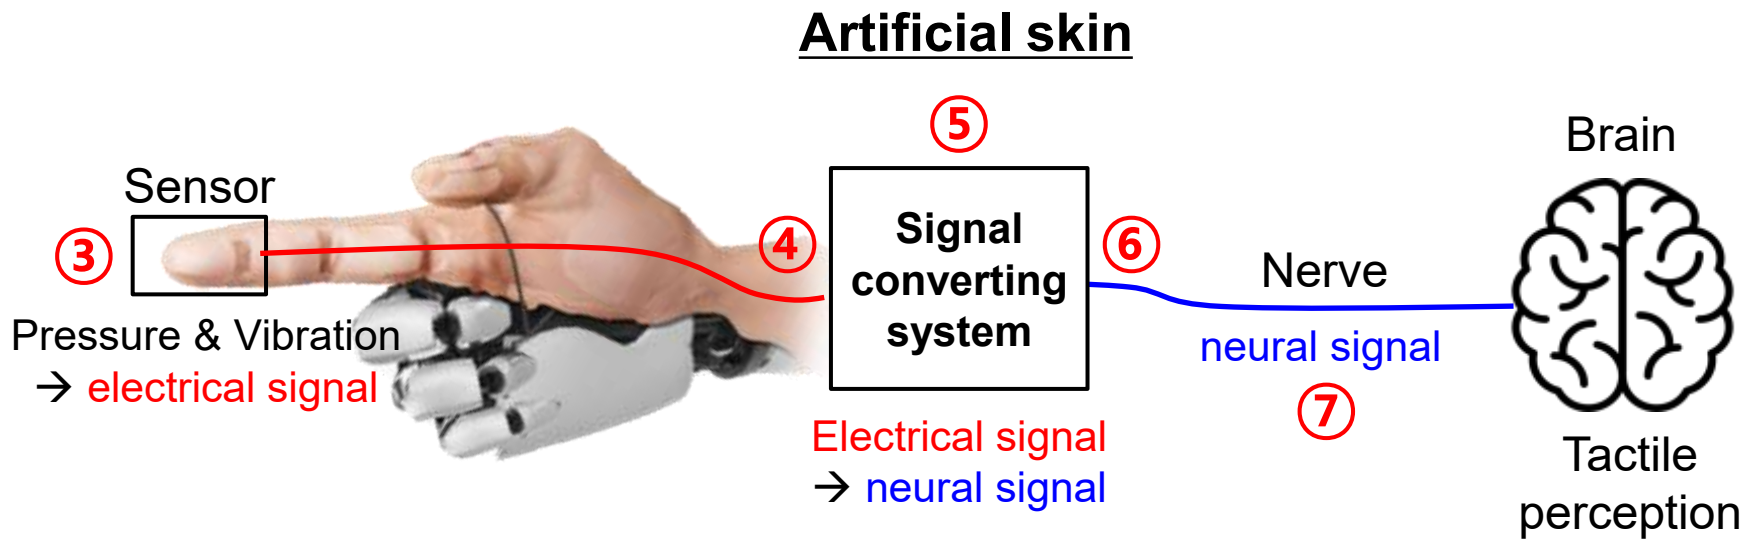 Artificial skin
⑤
Brain
Sensor
③
④
Signal
converting
system
⑥
Nerve
Pressure & Vibration
→ electrical signal
neural signal
⑦
Electrical signal
→ neural signal
Tactile
perception